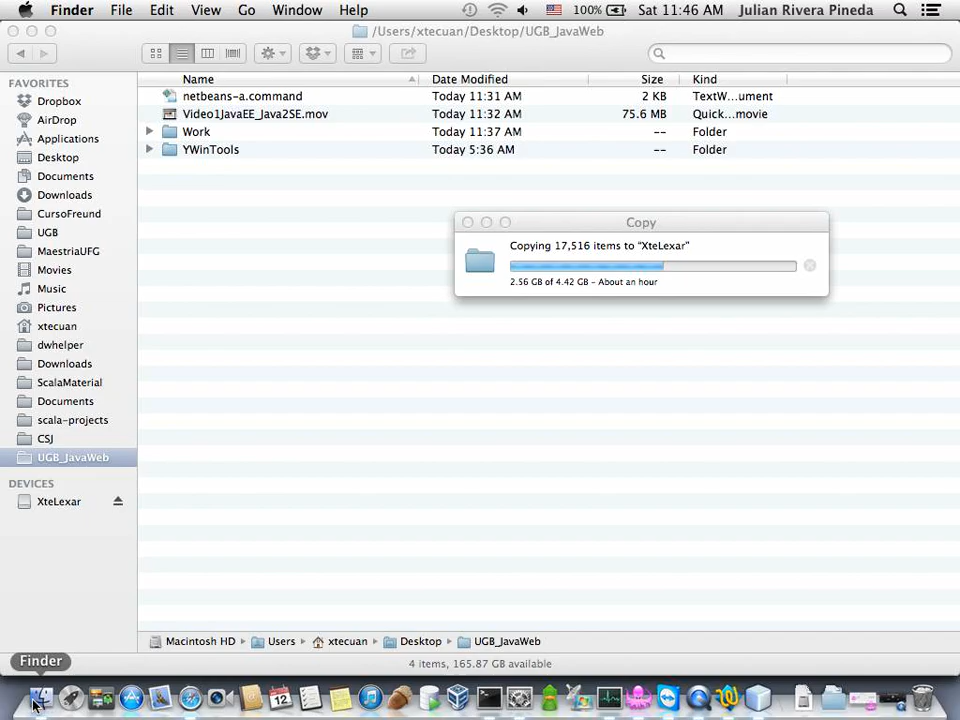 Finder File Edit View Go Window Help 100% Sat 11:46 AM Julian Rivera Pineda
/Users/xtecuan/Desktop/UGB_JavaWeb
FAVORITES
Dropbox
AirDrop
Applications
Desktop
Documents
Downloads
CursoFreund
UGB
MaestriaUFG
Movies
Music
Pictures
xtecuan
dwhelper
Downloads
ScalaMaterial
Documents
scala-projects
CSJ
UGB_JavaWeb
DEVICES
XteLexar
Name Date Modified Size Kind
netbeans-a.command Today 11:31 AM 2 KB TextW...ument
Video1JavaEE_Java2SE.mov Today 11:32 AM 75.6 MB Quick...movie
Work Today 11:37 AM -- Folder
YWinTools Today 5:36 AM -- Folder
Copy
Copying 17,516 items to “XteLexar”
2.56 GB of 4.42 GB – About an hour
Macintosh HD Users xtecuan Desktop UGB_JavaWeb
4 items, 165.87 GB available
Finder
12